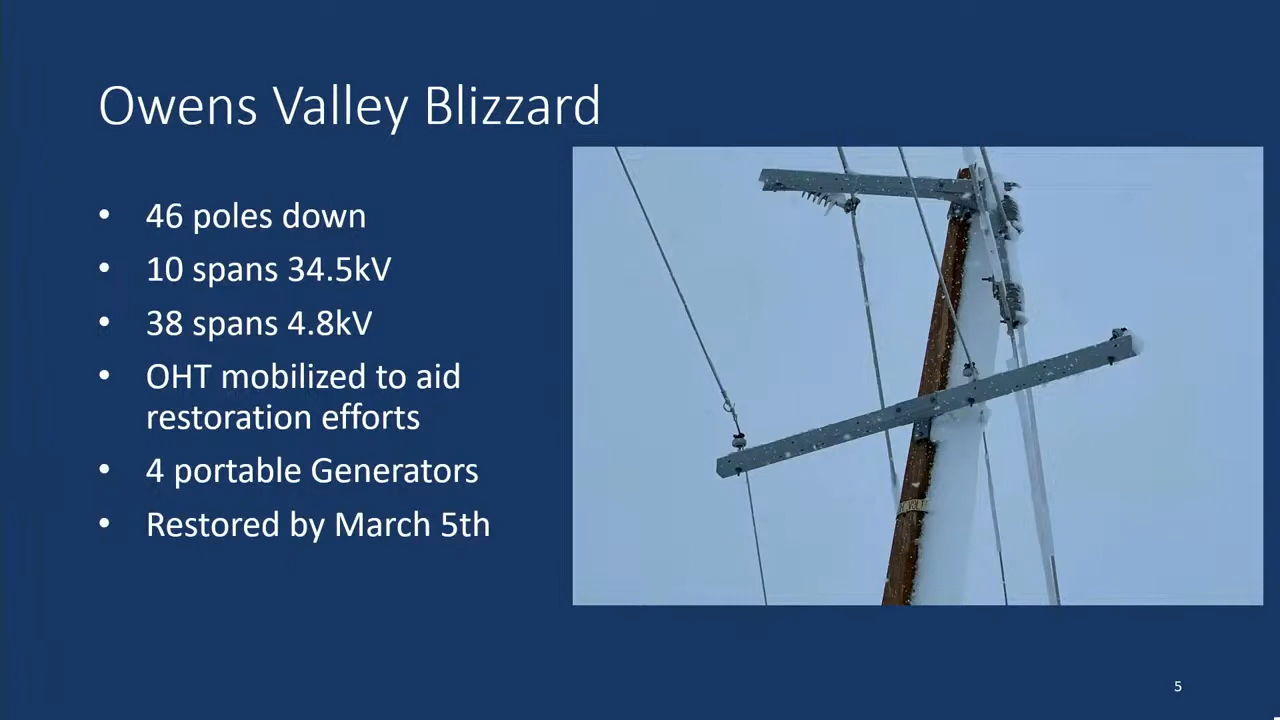 Owens Valley Blizzard
• 46 poles down
• 10 spans 34.5kV
• 38 spans 4.8kV
• OHT mobilized to aid
restoration efforts
• 4 portable Generators
• Restored by March 5th
5